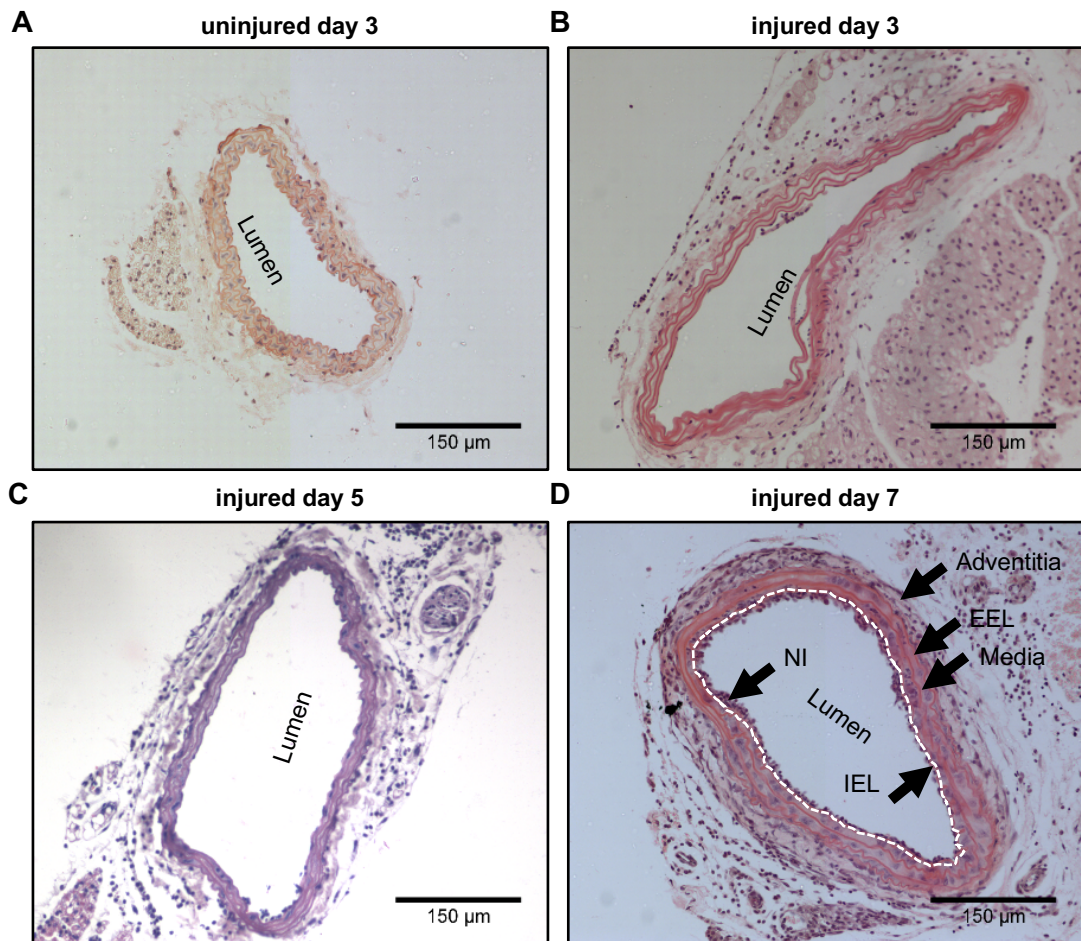 A
uninjured day 3
Lumen
150 µm
B
injured day 3
Lumen
150 µm
C
injured day 5
Lumen
150 µm
D
injured day 7
Adventitia
EEL
Media
NI
Lumen
IEL
150 µm